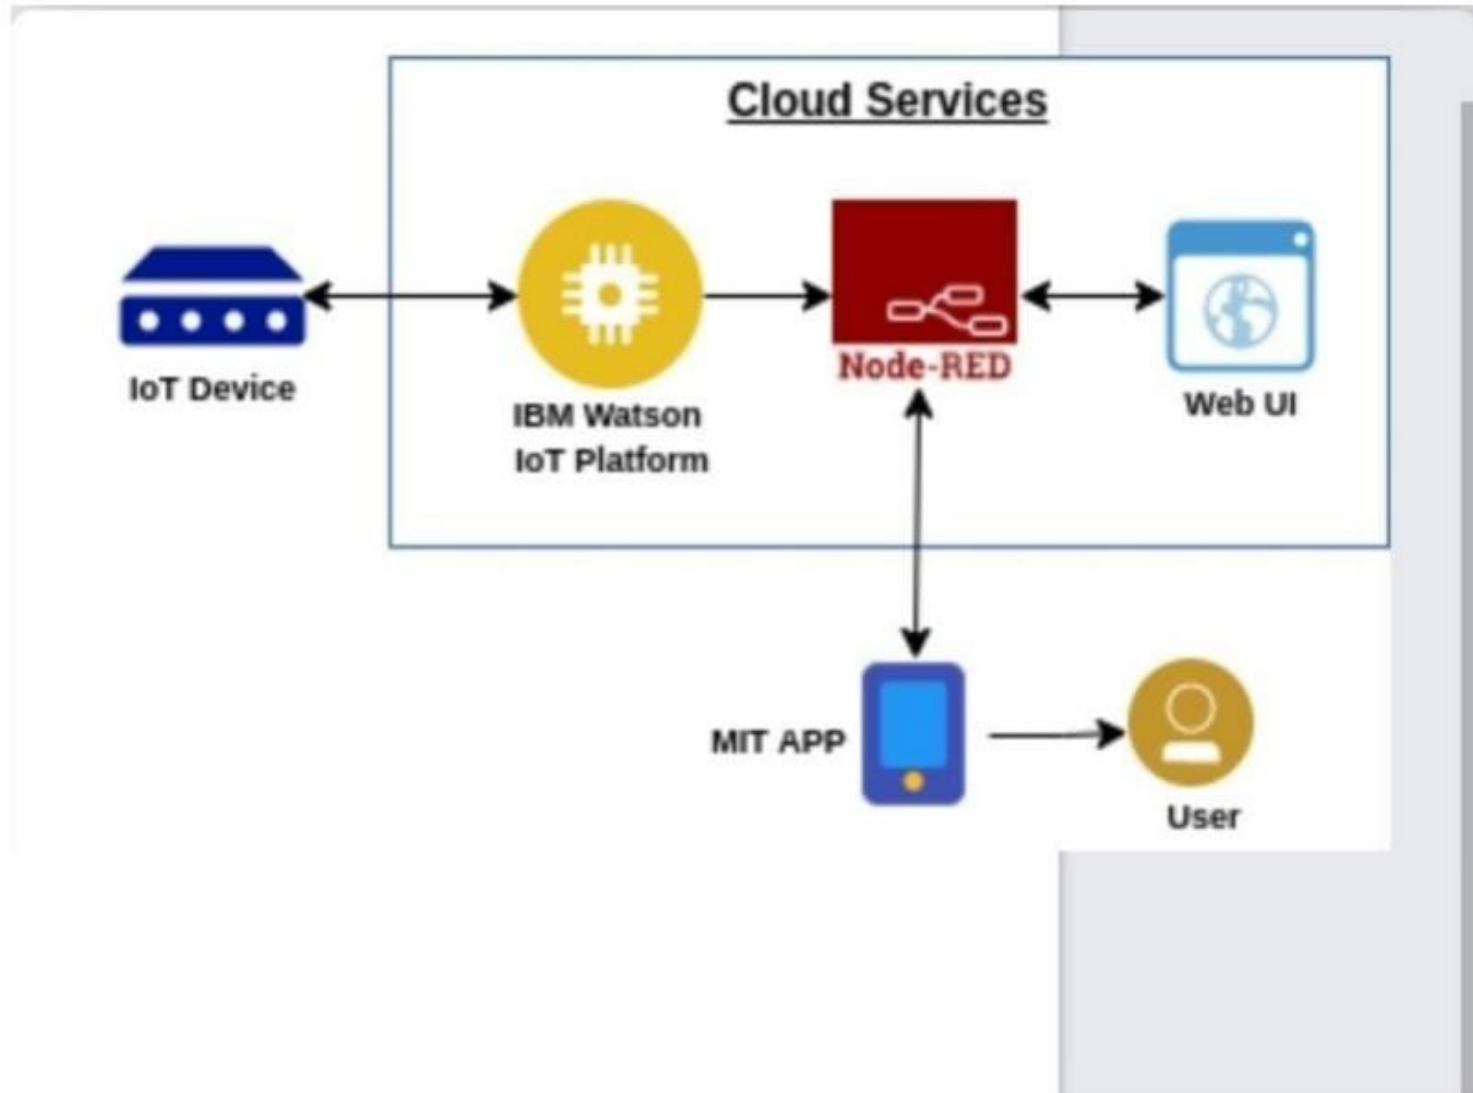 Cloud Services
IoT Device
IBM Watson
IoT Platform
Node-RED
Web UI
MIT APP
User